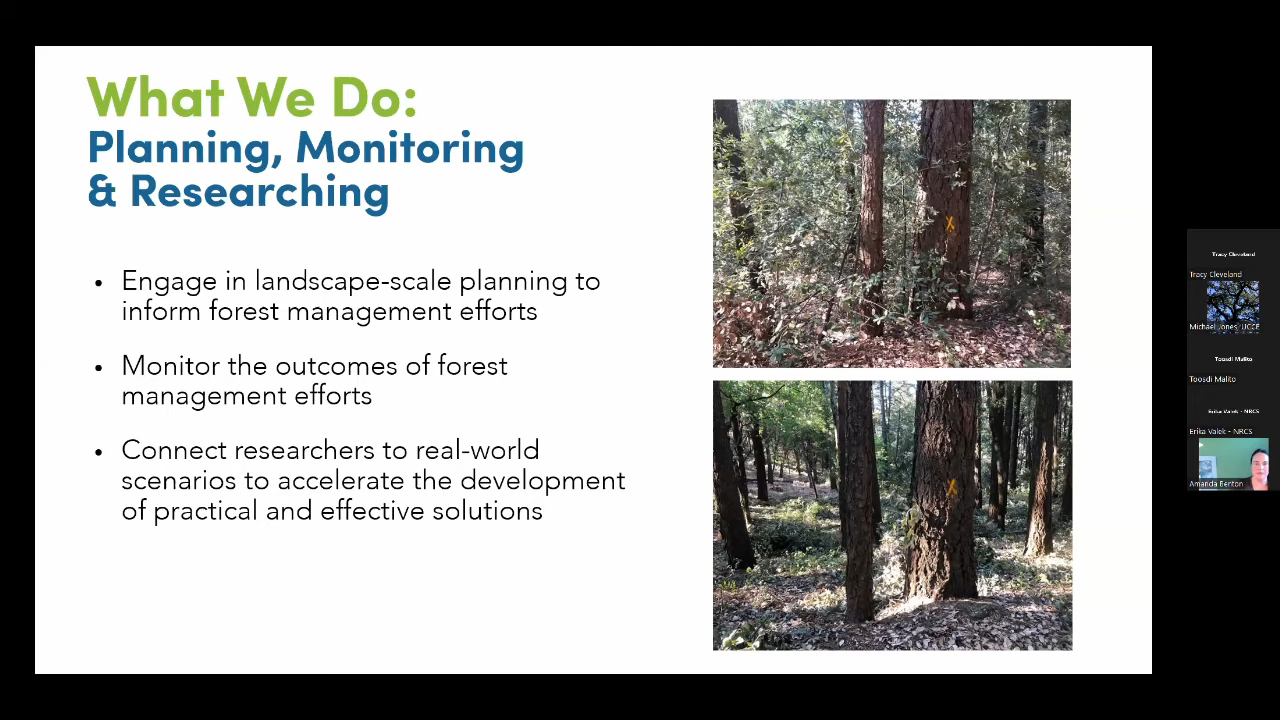 What We Do:
Planning, Monitoring
& Researching
• Engage in landscape-scale planning to
inform forest management efforts
• Monitor the outcomes of forest
management efforts
• Connect researchers to real-world
scenarios to accelerate the development
of practical and effective solutions
X
X
Tracy Cleveland
Tracy Cleveland
Michael Jones, UCCE
Toosdi Malito
Toosdi Malito
Erika Valek - NRCS
Erika Valek - NRCS
Amanda Benton